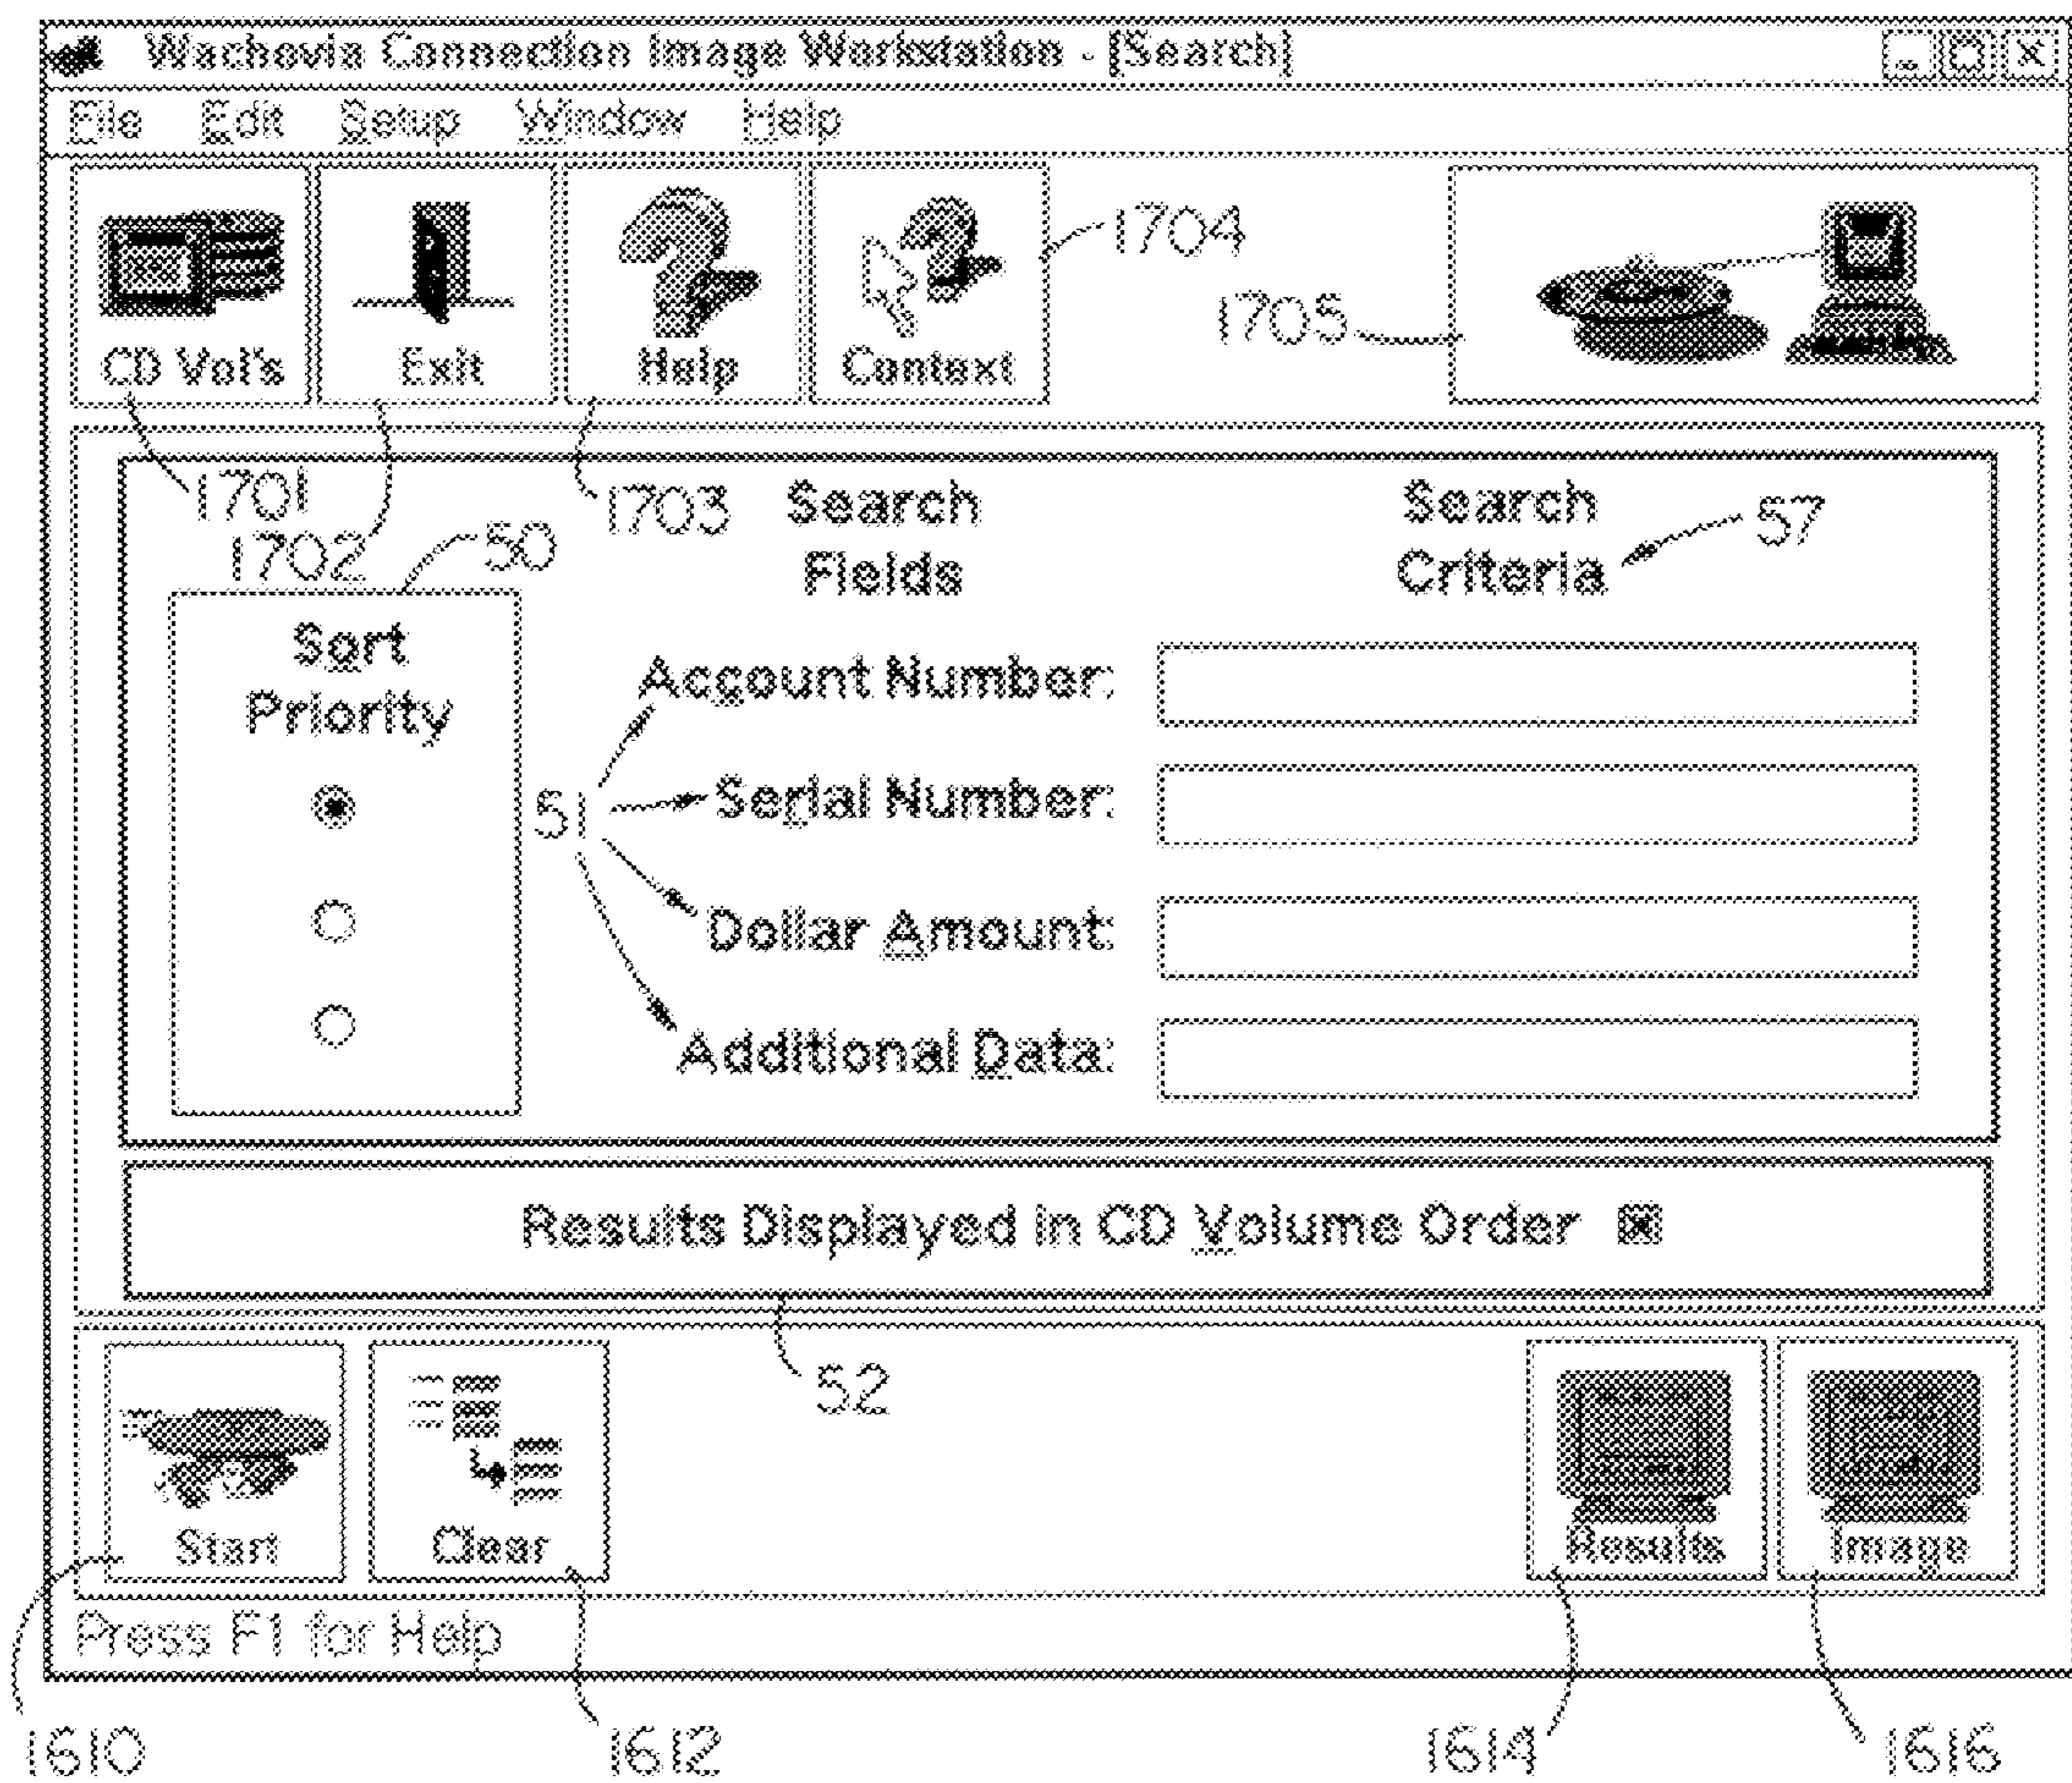 Wachovia Connection Image Workstation - [Search]
File Edit Setup Window Help
CD Vol's Exit Help Context
1704
1705
1701
1702
1703
50
Search Fields
Search Criteria
57
Sort Priority
51
Account Number:
Serial Number:
Dollar Amount:
Additional Data:
Results Displayed in CD Volume Order
52
Start Clear Results Image
Press F1 for Help
1610 1612 1614 1616